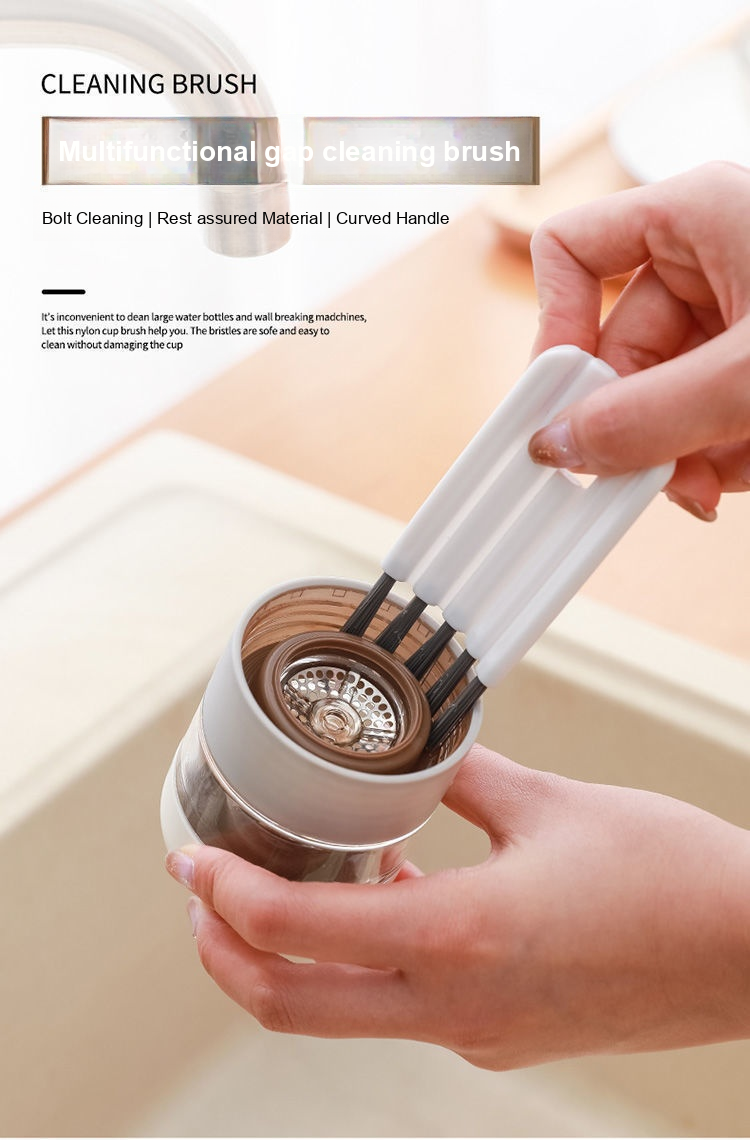 CLEANING BRUSH
Multifunctional gap cleaning brush
Bolt Cleaning | Rest assured Material | Curved Handle
It's inconvenient to dean large water bottles and wall breaking madchines,
Let this nylon cup brush help you. The bristles are sofe and easy to
clean without damaging the cup